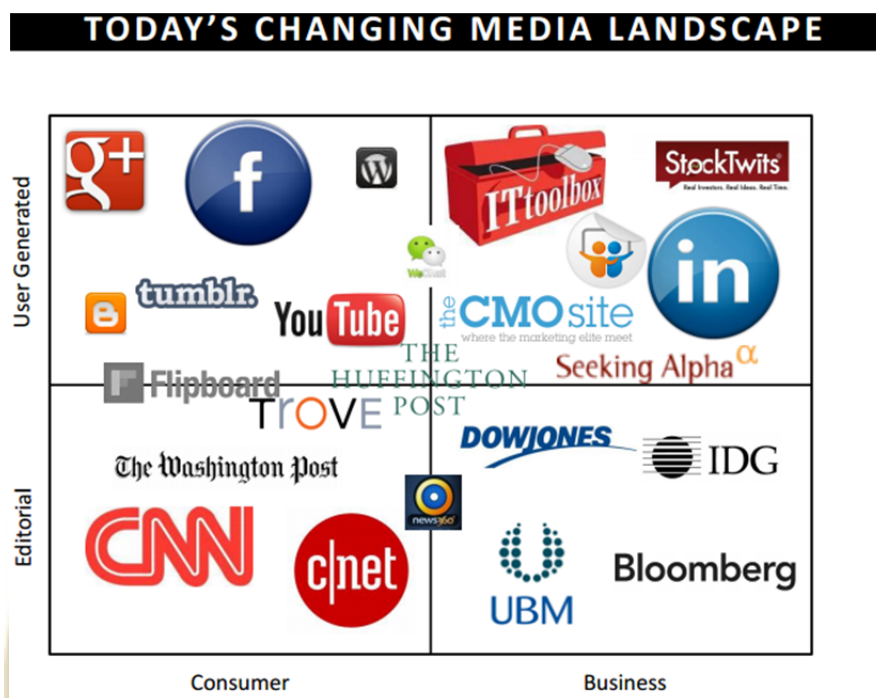 TODAY'S CHANGING MEDIA LANDSCAPE
User Generated
g+
f
W
ITtoolbox
StockTwits®
Real Investors. Real Ideas. Real Time.
WeChat
in
B
tumblr.
YouTube
the CMO site
where the marketing elite meet
Seeking Alpha α
Flipboard
THE
HUFFINGTON
POST
TROVE
Editorial
The Washington Post
DOWJONES
IDG
news360°
CNN
c|net
UBM
Bloomberg
Consumer
Business